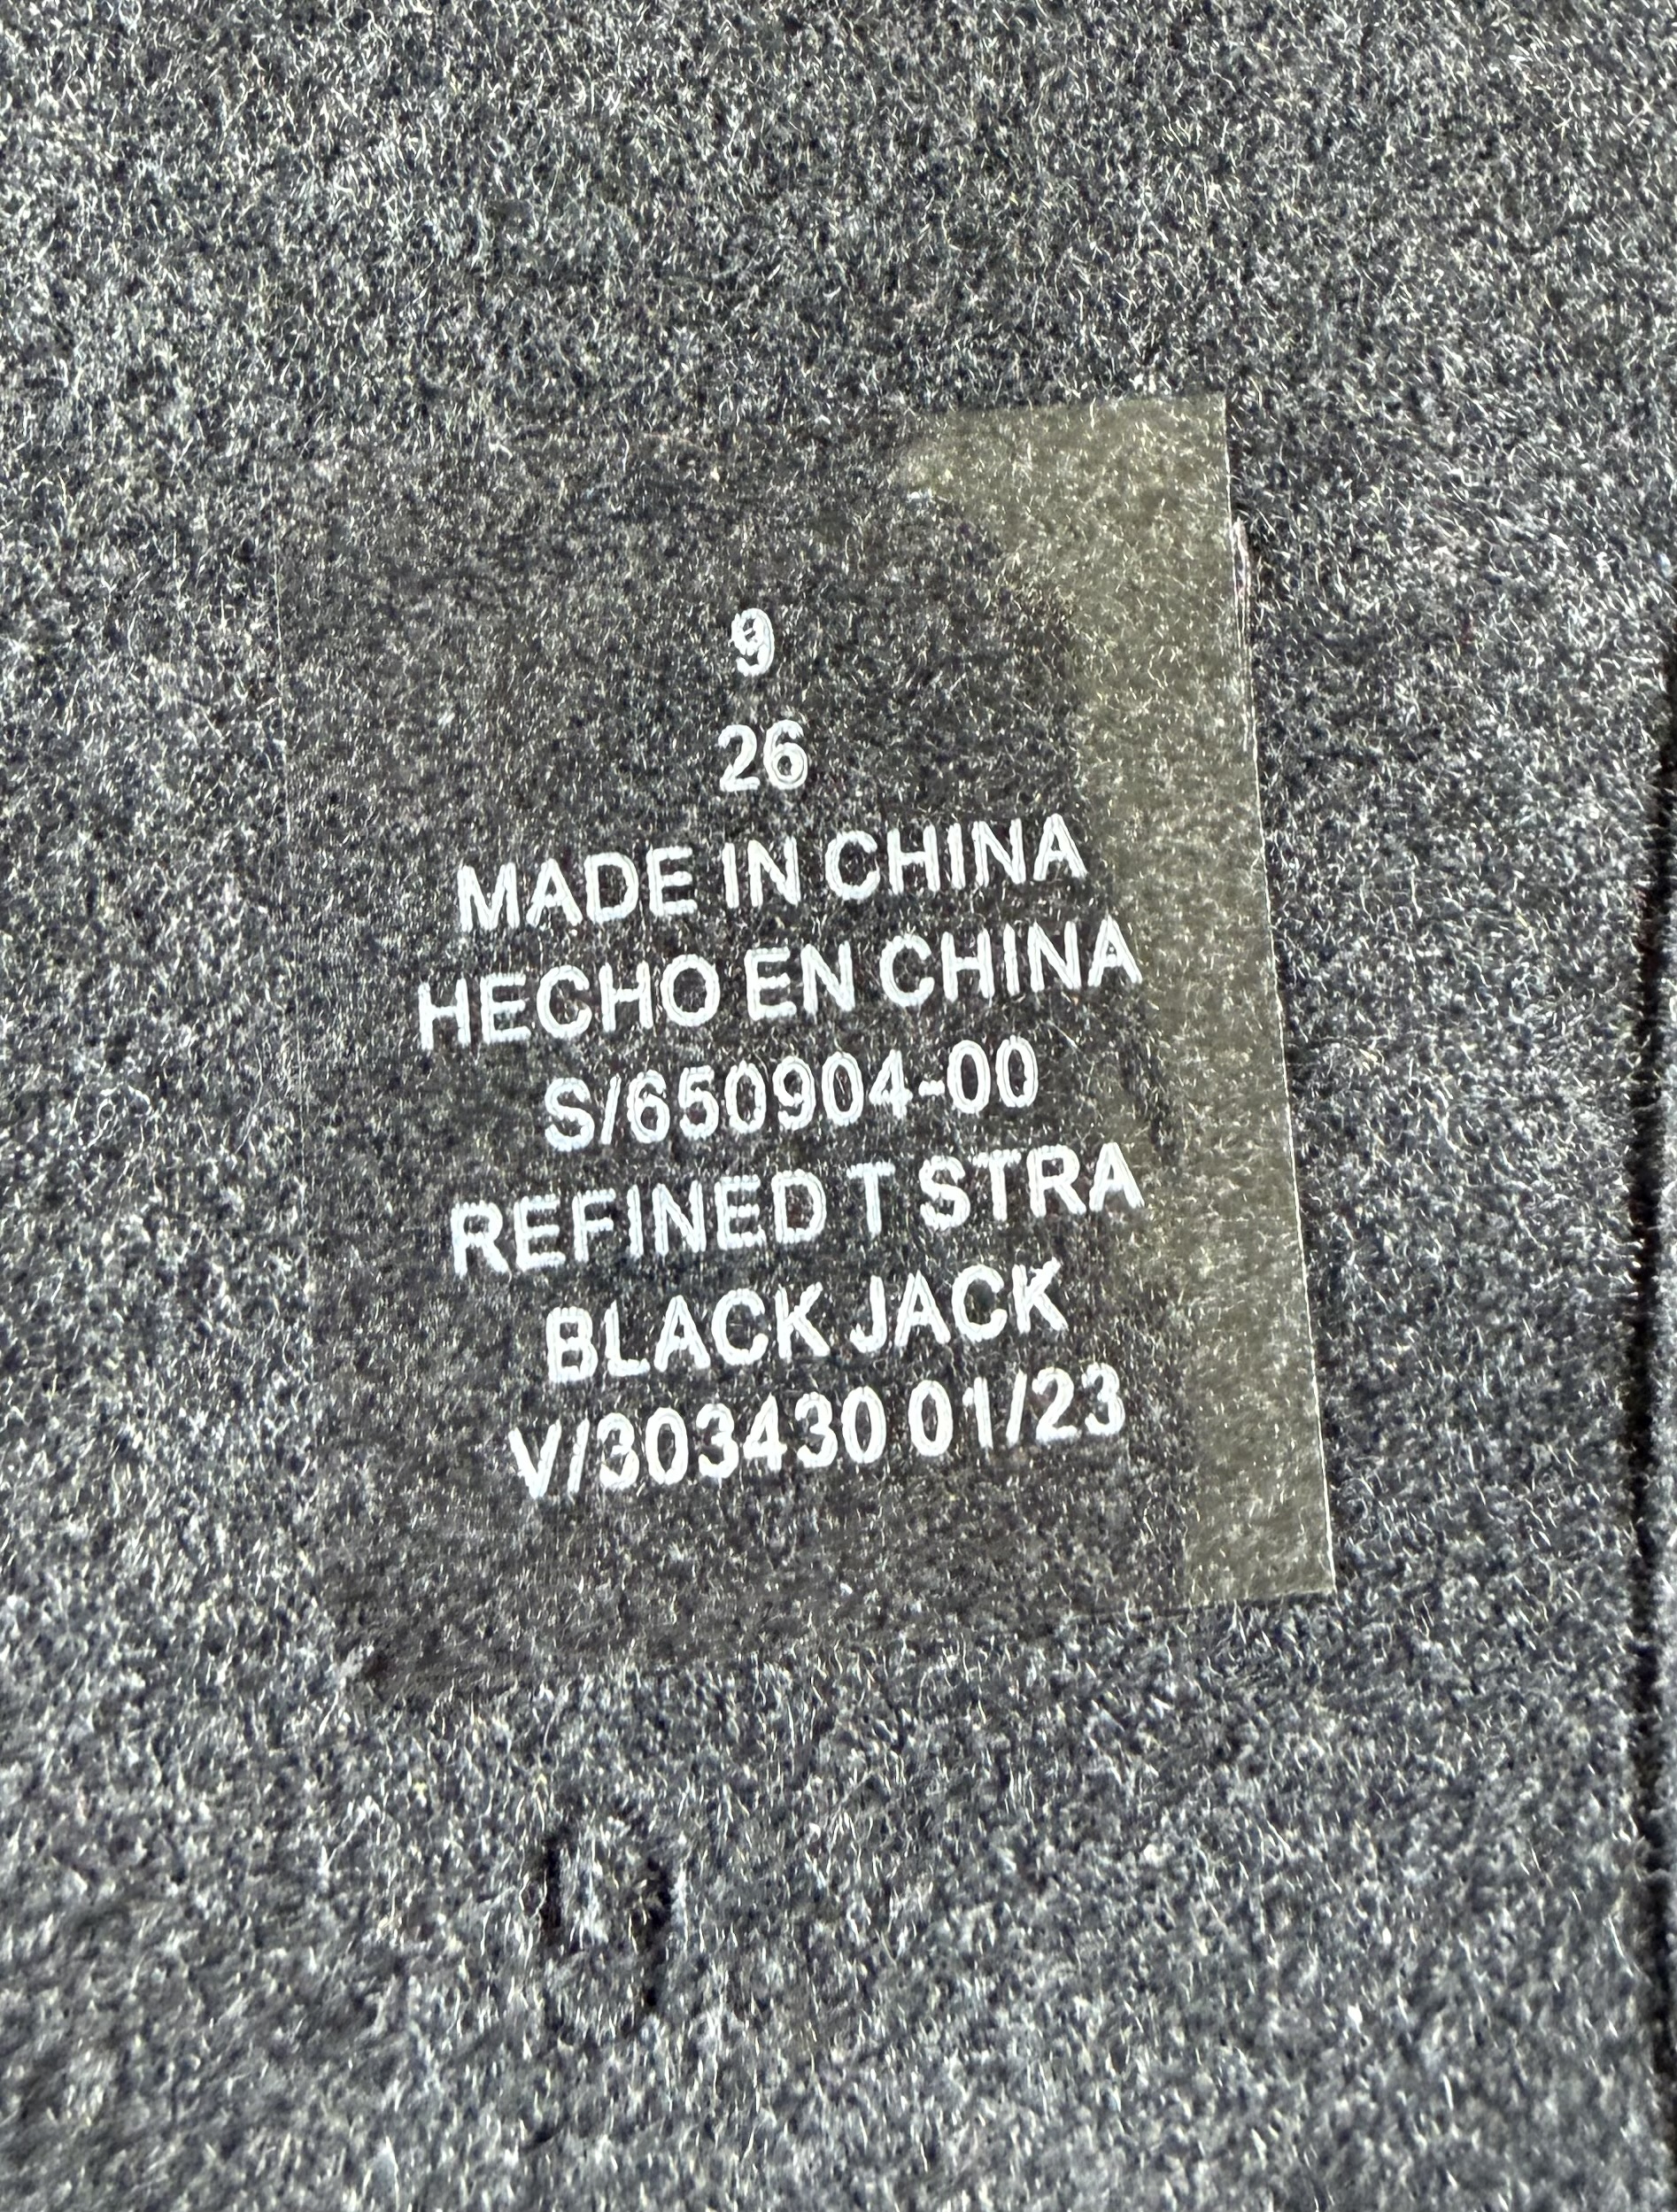 9
26
MADE IN CHINA
HECHO EN CHINA
S/650904-00
REFINED T STRA
BLACK JACK
V/303430 01/23